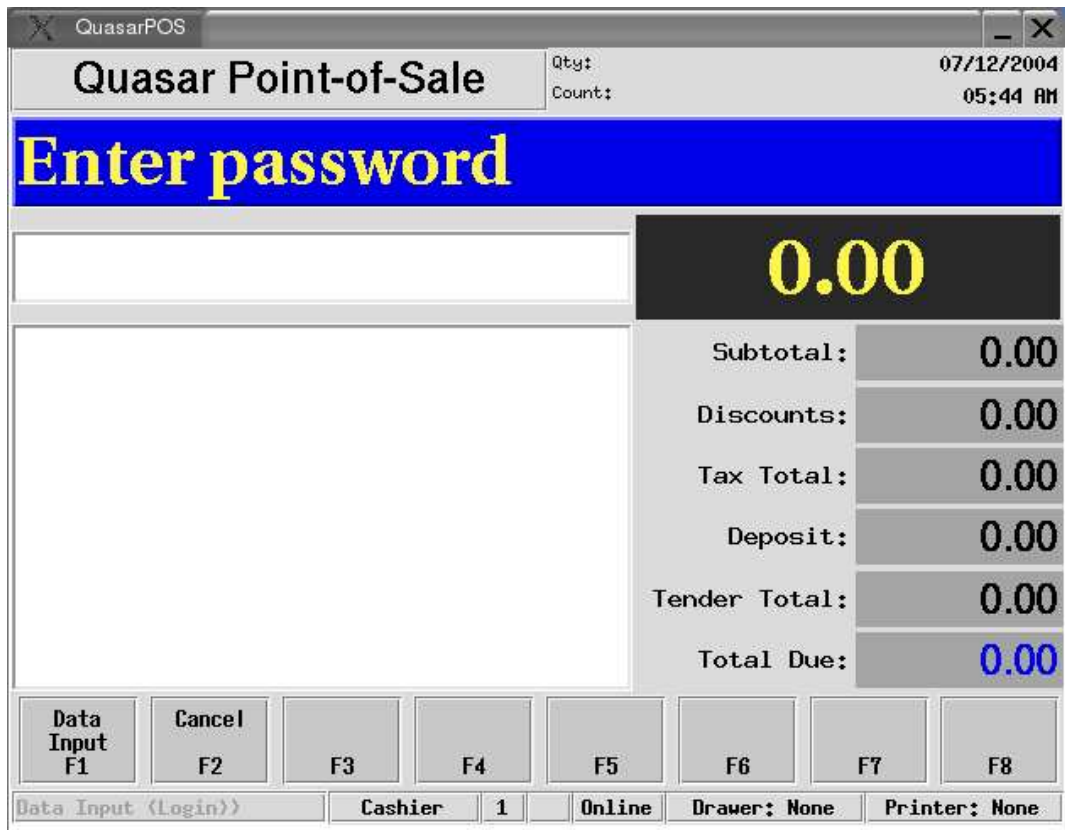 QuasarPOS
Quasar Point-of-Sale
Qty:
Count:
07/12/2004
05:44 AM
Enter password
0.00
Subtotal: 0.00
Discounts: 0.00
Tax Total: 0.00
Deposit: 0.00
Tender Total: 0.00
Total Due: 0.00
Data
Input
F1
Cancel
F2
F3
F4
F5
F6
F7
F8
Data Input (Login))
Cashier
1
Online
Drawer: None
Printer: None